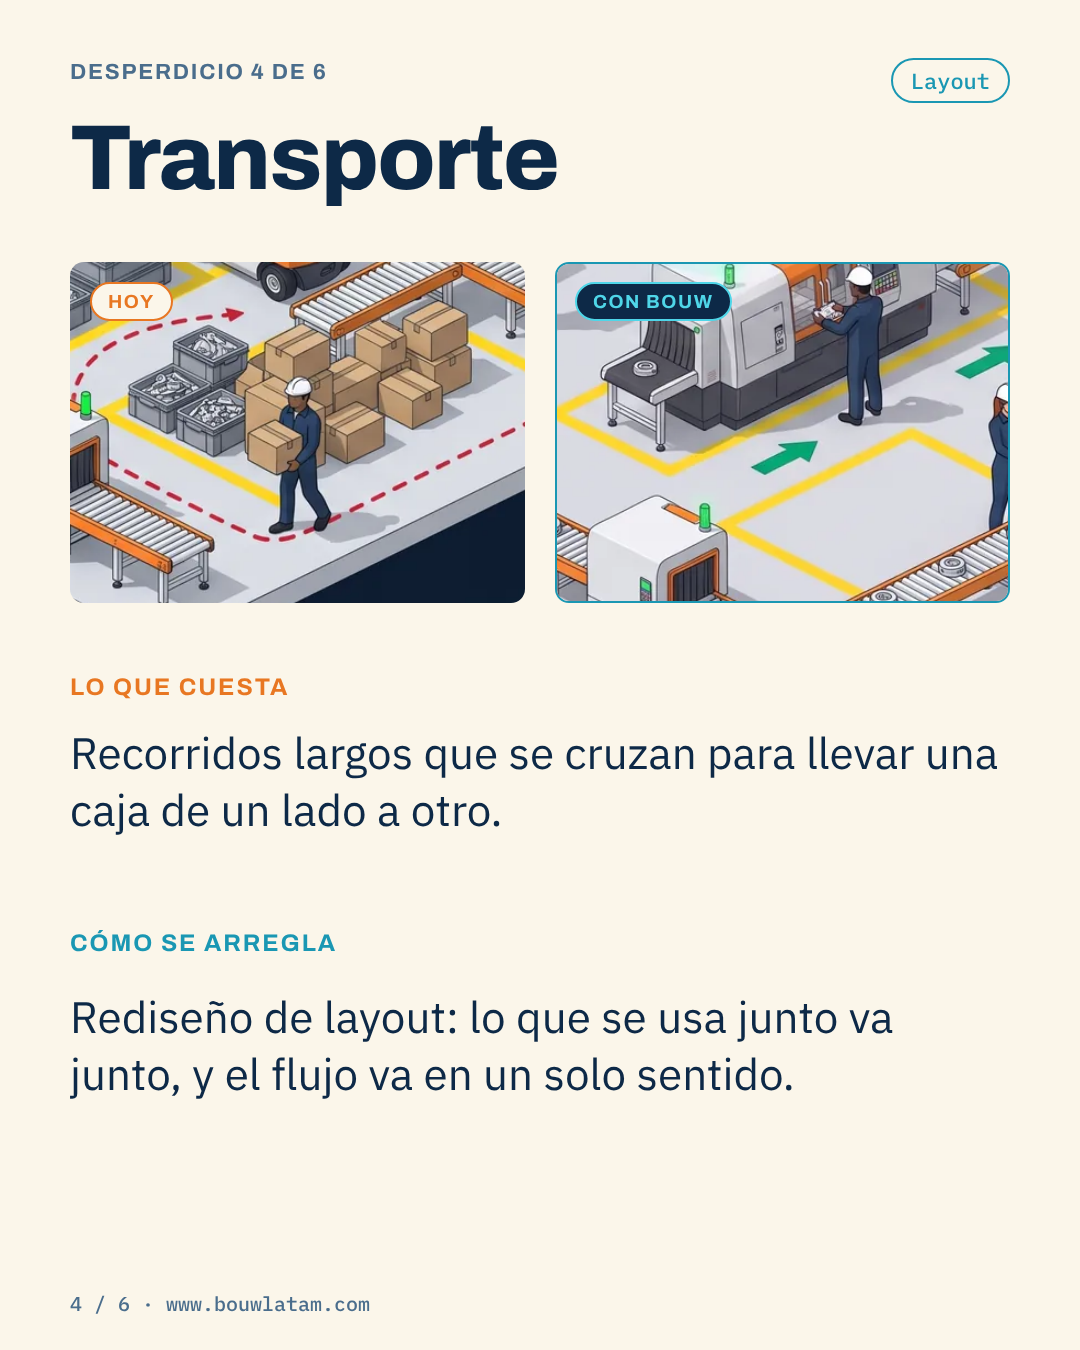 DESPERDICIO 4 DE 6
Layout
Transporte
HOY
CON BOUW
LO QUE CUESTA
Recorridos largos que se cruzan para llevar una
caja de un lado a otro.
CÓMO SE ARREGLA
Rediseño de layout: lo que se usa junto va
junto, y el flujo va en un solo sentido.
4 / 6 · www.bouwlatam.com